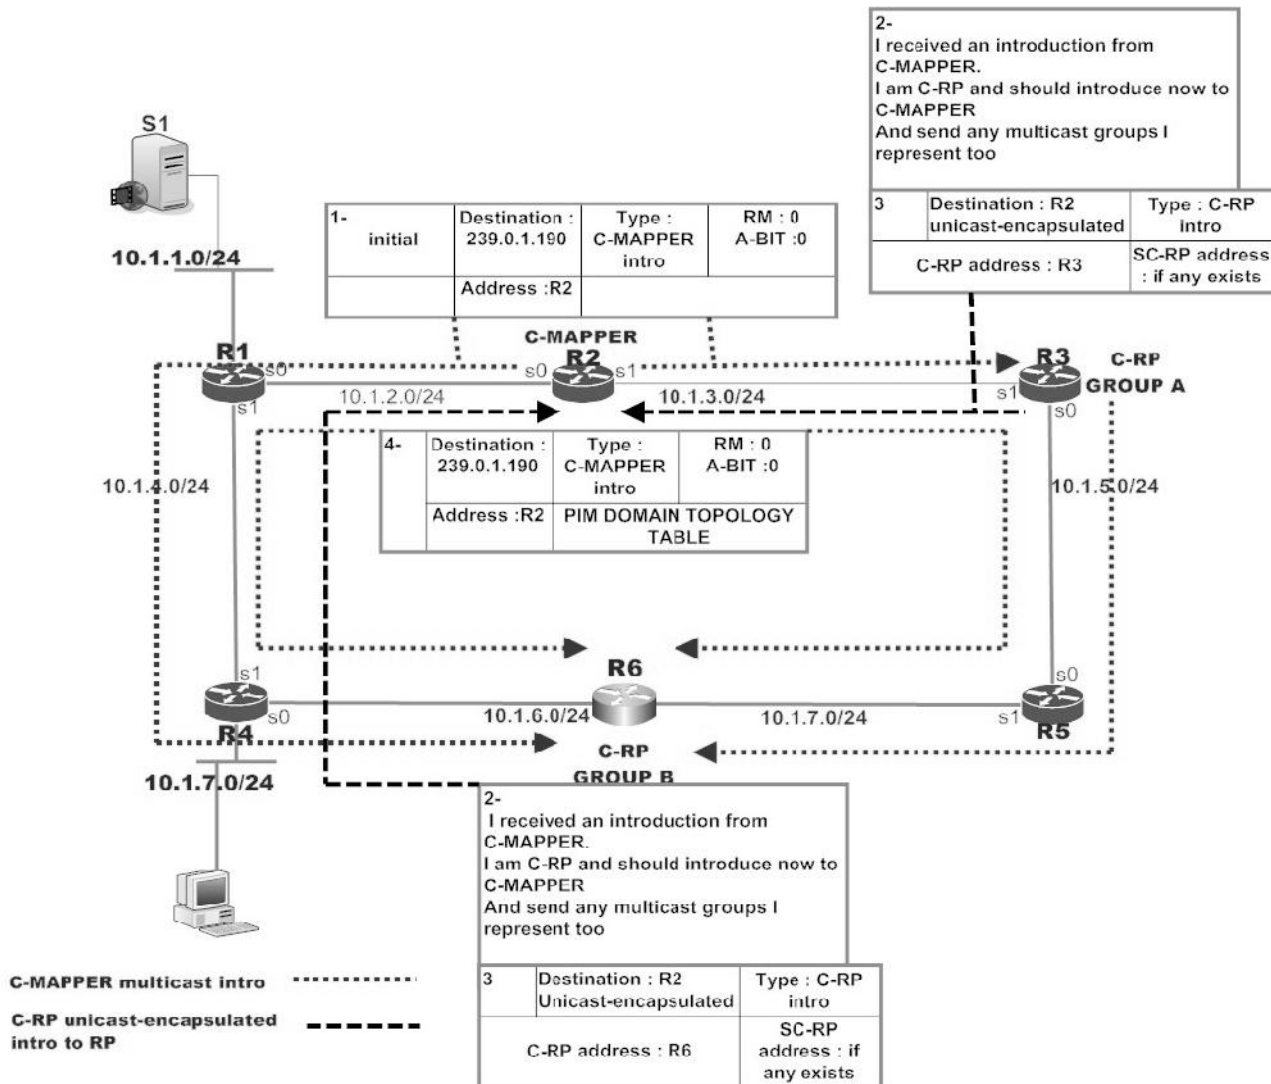 2-
I received an introduction from
C-MAPPER.
I am C-RP and should introduce now to
C-MAPPER
And send any multicast groups I
represent too
3
Destination : R2
unicast-encapsulated
Type : C-RP
intro
C-RP address : R3
SC-RP address
: if any exists
S1
10.1.1.0/24
1-
initial
Destination :
239.0.1.190
Type :
C-MAPPER
intro
RM : 0
A-BIT :0
Address :R2
C-MAPPER
R1
R2
R3
C-RP
GROUP A
s0
s0
s1
s1
s1
s0
10.1.2.0/24
10.1.3.0/24
4-
Destination :
239.0.1.190
Type :
C-MAPPER
intro
RM : 0
A-BIT :0
Address :R2
PIM DOMAIN TOPOLOGY
TABLE
10.1.4.0/24
10.1.5.0/24
s1
s0
R4
R6
s0
s1
R5
10.1.6.0/24
10.1.7.0/24
C-RP
GROUP B
10.1.7.0/24
2-
I received an introduction from
C-MAPPER.
I am C-RP and should introduce now to
C-MAPPER
And send any multicast groups I
represent too
3
Destination : R2
Unicast-encapsulated
Type : C-RP
intro
C-RP address : R6
SC-RP
address : if
any exists
C-MAPPER multicast intro
C-RP unicast-encapsulated
intro to RP